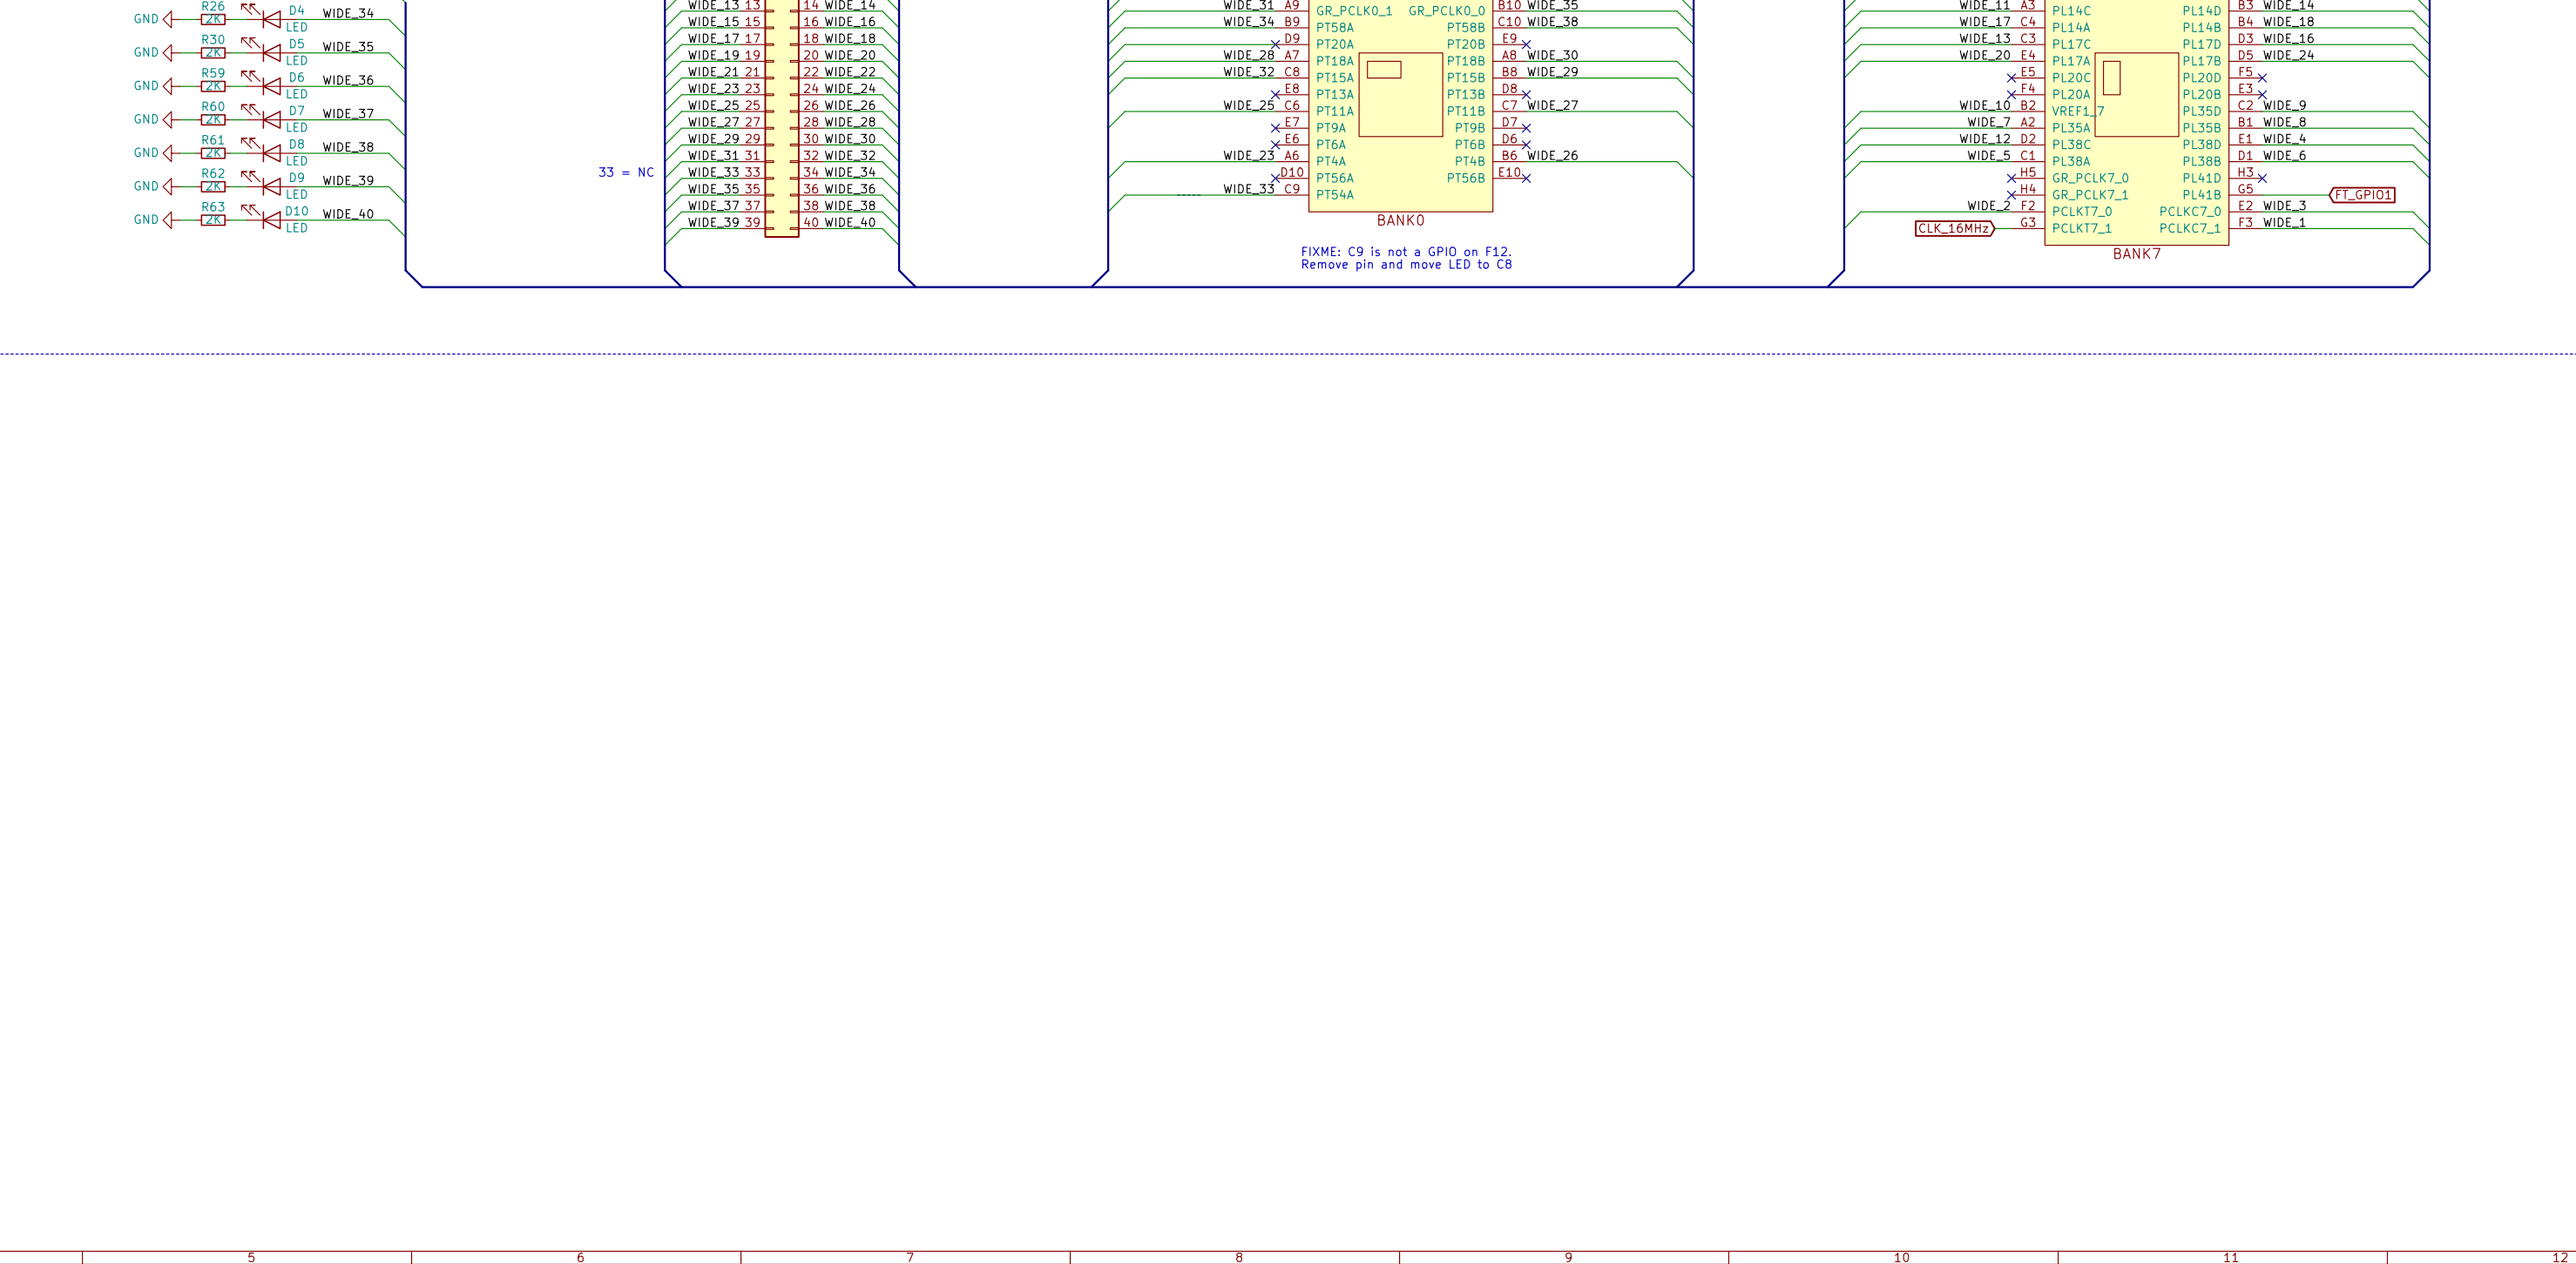 GND R26 2K D4 LED WIDE_34
GND R30 2K D5 LED WIDE_35
GND R59 2K D6 LED WIDE_36
GND R60 2K D7 LED WIDE_37
GND R61 2K D8 LED WIDE_38
GND R62 2K D9 LED WIDE_39
GND R63 2K D10 LED WIDE_40
33 = NC
WIDE_13 13 14 WIDE_14
WIDE_15 15 16 WIDE_16
WIDE_17 17 18 WIDE_18
WIDE_19 19 20 WIDE_20
WIDE_21 21 22 WIDE_22
WIDE_23 23 24 WIDE_24
WIDE_25 25 26 WIDE_26
WIDE_27 27 28 WIDE_28
WIDE_29 29 30 WIDE_30
WIDE_31 31 32 WIDE_32
WIDE_33 33 34 WIDE_34
WIDE_35 35 36 WIDE_36
WIDE_37 37 38 WIDE_38
WIDE_39 39 40 WIDE_40
WIDE_31 A9 GR_PCLK0_1 GR_PCLK0_0 B10 WIDE_35
WIDE_34 B9 PT58A PT58B C10 WIDE_38
D9 PT20A PT20B E9
WIDE_28 A7 PT18A PT18B A8 WIDE_30
WIDE_32 C8 PT15A PT15B B8 WIDE_29
E8 PT13A PT13B D8
WIDE_25 C6 PT11A PT11B C7 WIDE_27
E7 PT9A PT9B D7
E6 PT6A PT6B D6
WIDE_23 A6 PT4A PT4B B6 WIDE_26
D10 PT56A PT56B E10
WIDE_33 C9 PT54A
BANK0
FIXME: C9 is not a GPIO on F12.
Remove pin and move LED to C8
WIDE_11 A3 PL14C PL14D B3 WIDE_14
WIDE_17 C4 PL14A PL14B B4 WIDE_18
WIDE_13 C3 PL17C PL17D D3 WIDE_16
WIDE_20 E4 PL17A PL17B D5 WIDE_24
E5 PL20C PL20D F5
F4 PL20A PL20B E3
WIDE_10 B2 VREF1_7 PL35D C2 WIDE_9
WIDE_7 A2 PL35A PL35B B1 WIDE_8
WIDE_12 D2 PL38C PL38D E1 WIDE_4
WIDE_5 C1 PL38A PL38B D1 WIDE_6
H5 GR_PCLK7_0 PL41D H3
H4 GR_PCLK7_1 PL41B G5 FT_GPIO1
WIDE_2 F2 PCLKT7_0 PCLKC7_0 E2 WIDE_3
CLK_16MHz G3 PCLKT7_1 PCLKC7_1 F3 WIDE_1
BANK7
5 6 7 8 9 10 11 12